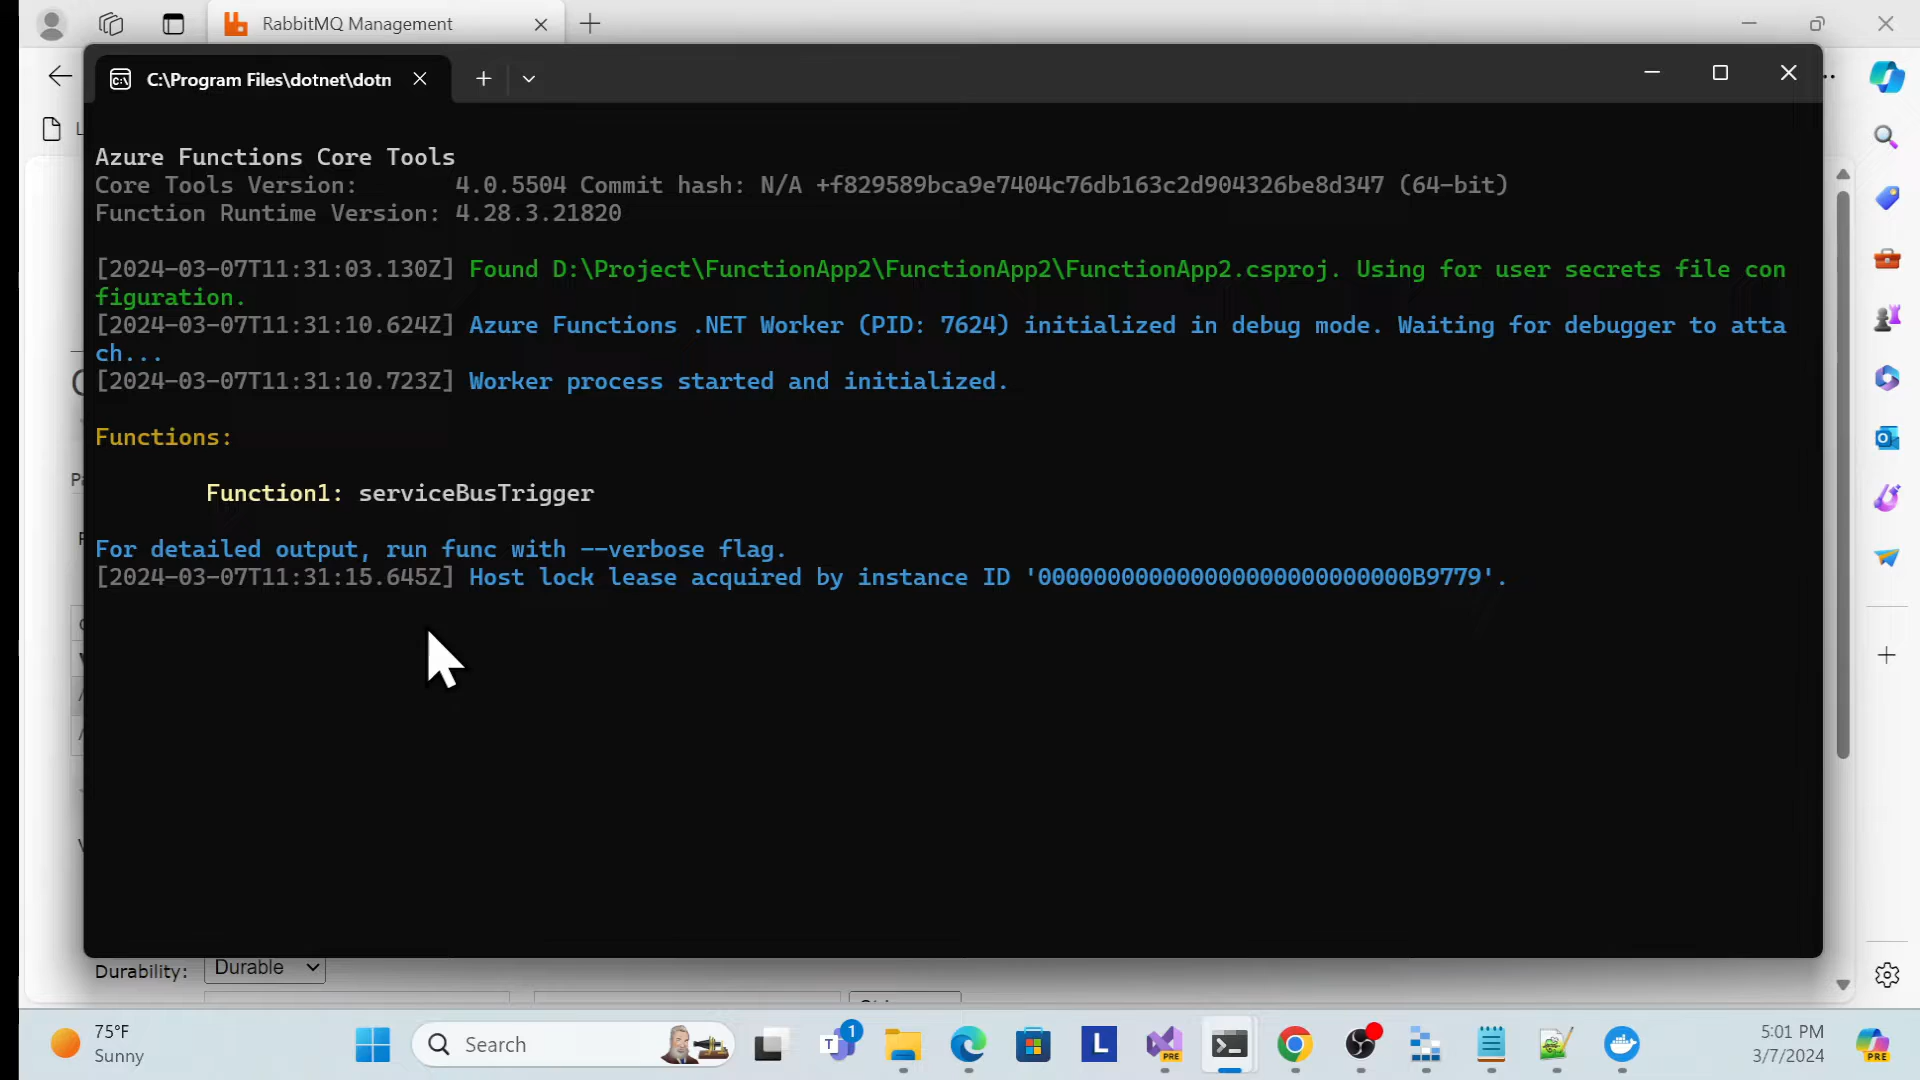 RabbitMQ Management
C:\Program Files\dotnet\dotn
Azure Functions Core Tools
Core Tools Version:       4.0.5504 Commit hash: N/A +f829589bca9e7404c76db163c2d904326be8d347 (64-bit)
Function Runtime Version: 4.28.3.21820
[2024-03-07T11:31:03.130Z] Found D:\Project\FunctionApp2\FunctionApp2\FunctionApp2.csproj. Using for user secrets file con
figuration.
[2024-03-07T11:31:10.624Z] Azure Functions .NET Worker (PID: 7624) initialized in debug mode. Waiting for debugger to atta
ch...
[2024-03-07T11:31:10.723Z] Worker process started and initialized.
Functions:
Function1: serviceBusTrigger
For detailed output, run func with --verbose flag.
[2024-03-07T11:31:15.645Z] Host lock lease acquired by instance ID '000000000000000000000000000B9779'.
Durability: Durable
75°F
Sunny
Search
1
5:01 PM
3/7/2024
PRE
PRE